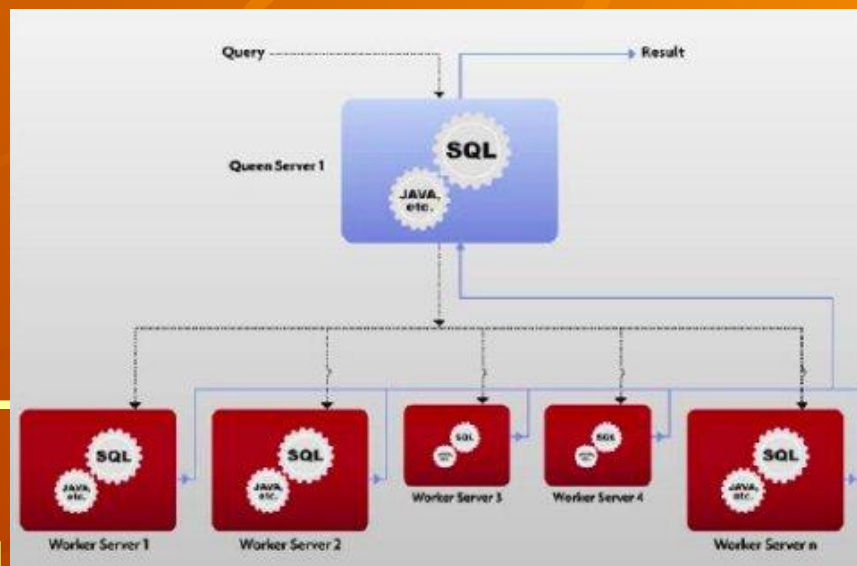 Query
Result
Queen Server 1
SQL
JAVA,
etc.
SQL
JAVA,
etc.
SQL
JAVA,
etc.
SQL
SQL
SQL
JAVA,
etc.
Worker Server 1
Worker Server 2
Worker Server 3
Worker Server 4
Worker Server n